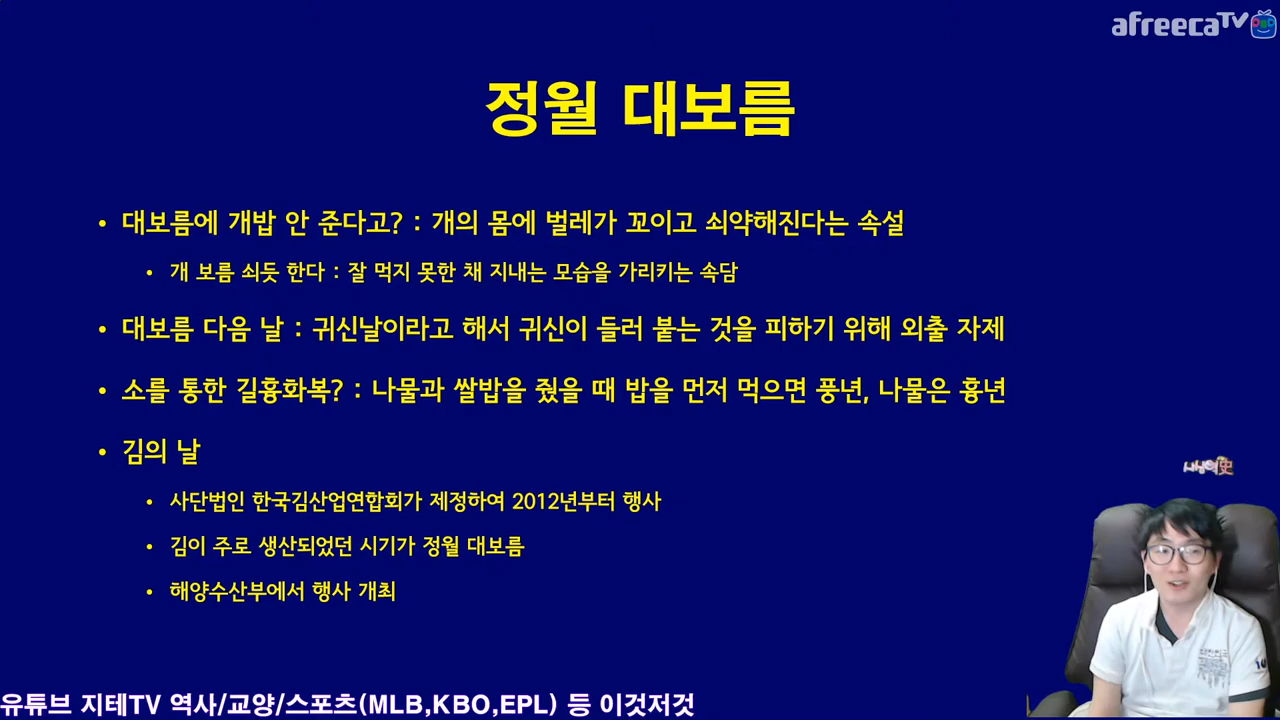 afreecaTV
정월 대보름
• 대보름에 개밥 안 준다고? : 개의 몸에 벌레가 꼬이고 쇠약해진다는 속설
• 개 보름 쇠듯 한다 : 잘 먹지 못한 채 지내는 모습을 가리키는 속담
• 대보름 다음 날 : 귀신날이라고 해서 귀신이 들러 붙는 것을 피하기 위해 외출 자제
• 소를 통한 길흉화복? : 나물과 쌀밥을 줬을 때 밥을 먼저 먹으면 풍년, 나물은 흉년
• 김의 날
• 사단법인 한국김산업연합회가 제정하여 2012년부터 행사
• 김이 주로 생산되었던 시기가 정월 대보름
• 해양수산부에서 행사 개최
유튜브 지테TV 역사/교양/스포츠(MLB,KBO,EPL) 등 이것저것